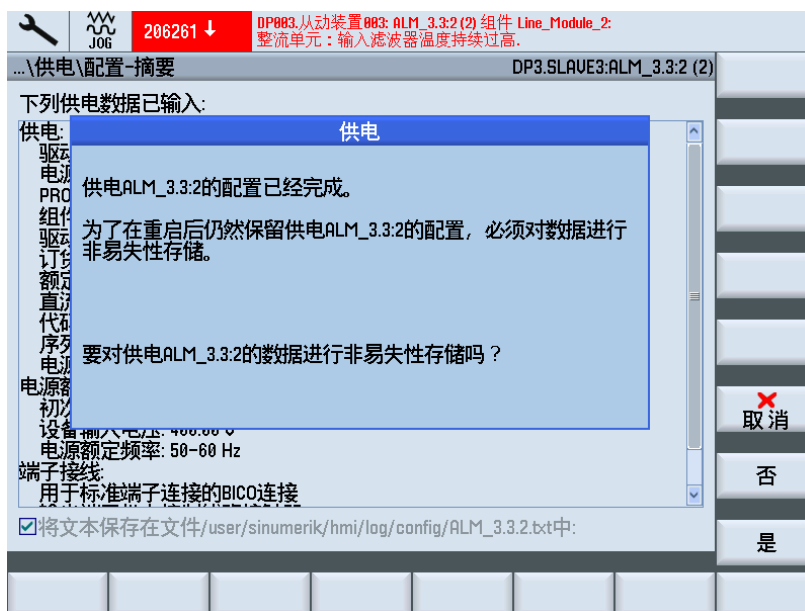 JOG
206261
DP003.从动装置003: ALM_3.3:2 (2) 组件 Line_Module_2:
整流单元：输入滤波器温度持续过高.
...\供电\配置-摘要
DP3.SLAVE3:ALM_3.3:2 (2)
下列供电数据已输入:
供电:
供电
PRO
供电ALM_3.3:2的配置已经完成。
为了在重启后仍然保留供电ALM_3.3:2的配置，必须对数据进行
非易失性存储。
要对供电ALM_3.3:2的数据进行非易失性存储吗？
设备输入电压: 400.00 V
电源额定频率: 50-60 Hz
端子接线:
用于标准端子连接的BICO连接
将文本保存在文件/user/sinumerik/hmi/log/config/ALM_3.3.2.txt中:
取消
否
是